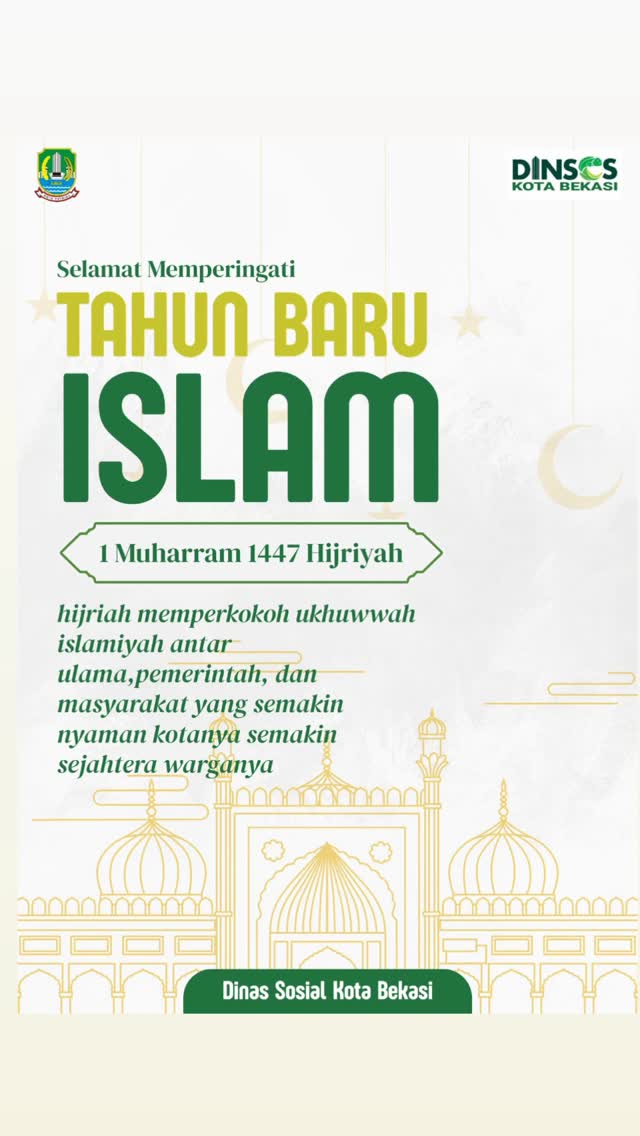 DINSOS
KOTA BEKASI
Selamat Memperingati
TAHUN BARU
ISLAM
1 Muharram 1447 Hijriyah
hijriah memperkokoh ukhuwwah
islamiyah antar
ulama,pemerintah, dan
masyarakat yang semakin
nyaman kotanya semakin
sejahtera warganya
Dinas Sosial Kota Bekasi